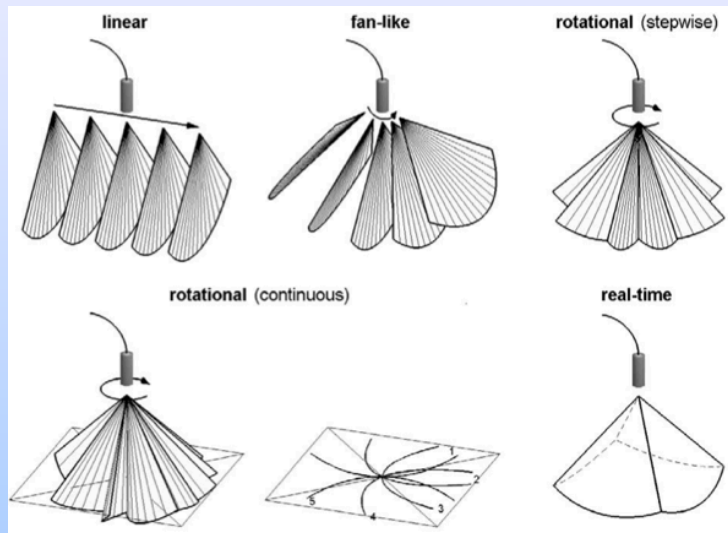 linear
fan-like
rotational (stepwise)
rotational (continuous)
real-time
1
2
3
4
5